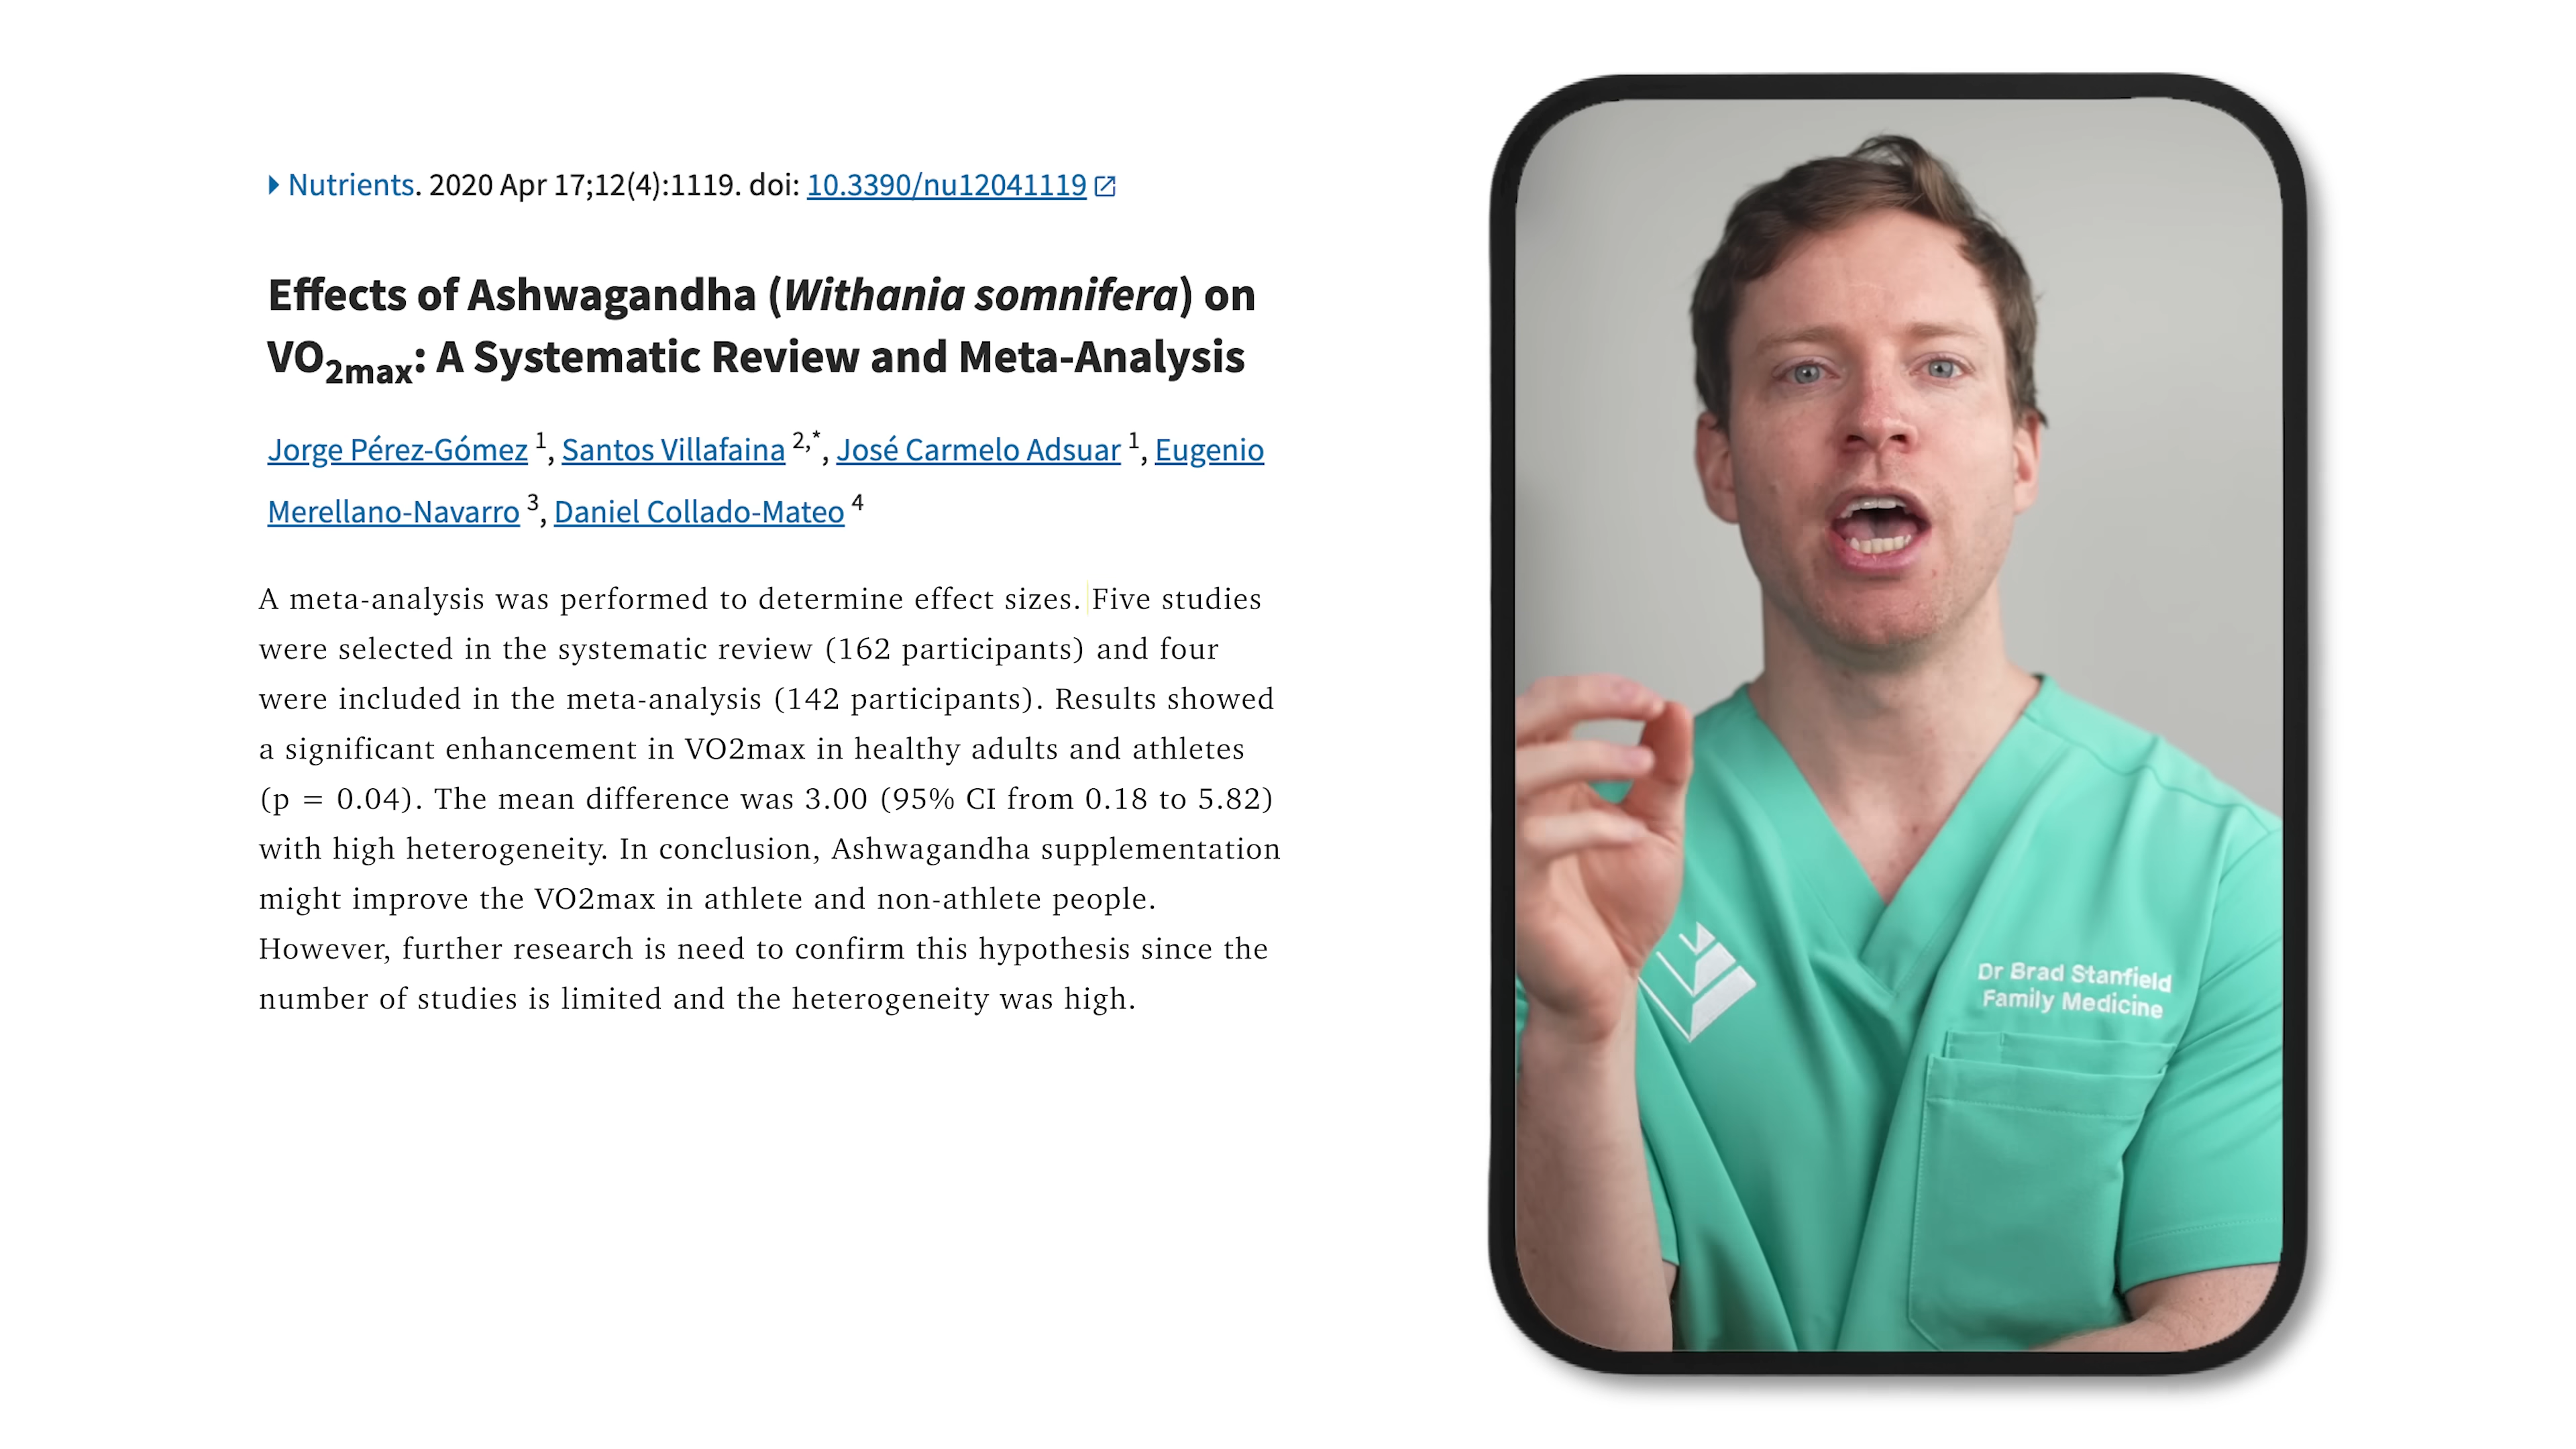 Nutrients. 2020 Apr 17;12(4):1119. doi: 10.3390/nu12041119
Effects of Ashwagandha (Withania somnifera) on
VO2max: A Systematic Review and Meta-Analysis
Jorge Pérez-Gómez 1, Santos Villafaina 2,*, José Carmelo Adsuar 1, Eugenio
Merellano-Navarro 3, Daniel Collado-Mateo 4
A meta-analysis was performed to determine effect sizes. Five studies
were selected in the systematic review (162 participants) and four
were included in the meta-analysis (142 participants). Results showed
a significant enhancement in VO2max in healthy adults and athletes
(p = 0.04). The mean difference was 3.00 (95% CI from 0.18 to 5.82)
with high heterogeneity. In conclusion, Ashwagandha supplementation
might improve the VO2max in athlete and non-athlete people.
However, further research is need to confirm this hypothesis since the
number of studies is limited and the heterogeneity was high.
Dr Brad Stanfield
Family Medicine